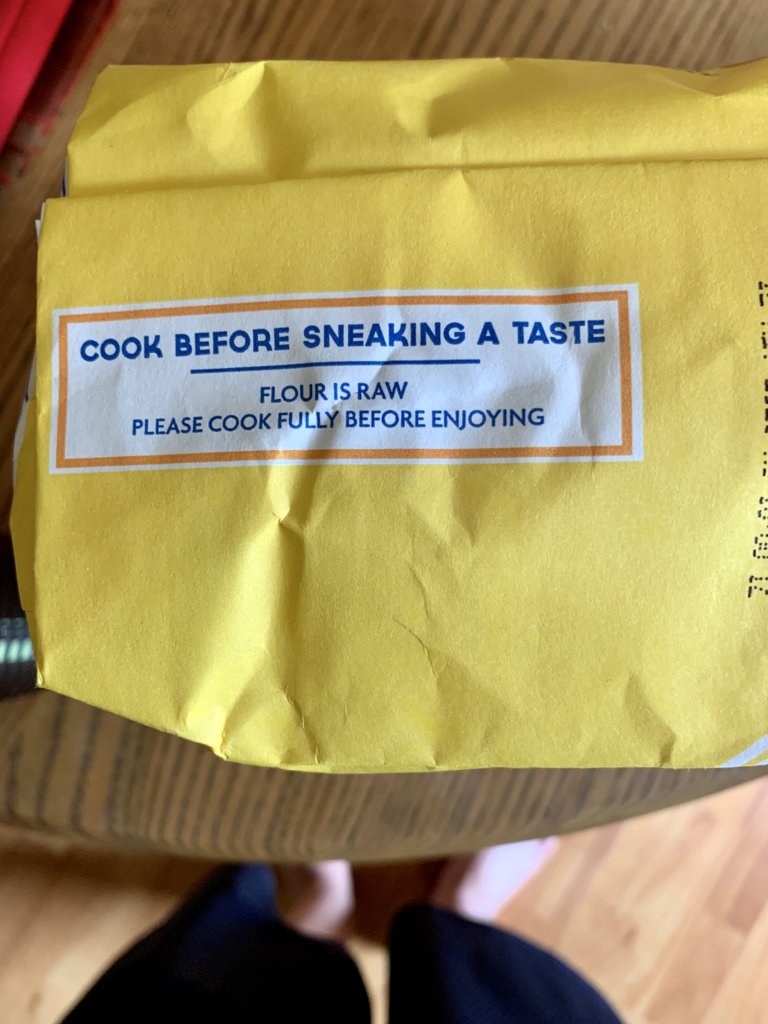 COOK BEFORE SNEAKING A TASTE
FLOUR IS RAW
PLEASE COOK FULLY BEFORE ENJOYING